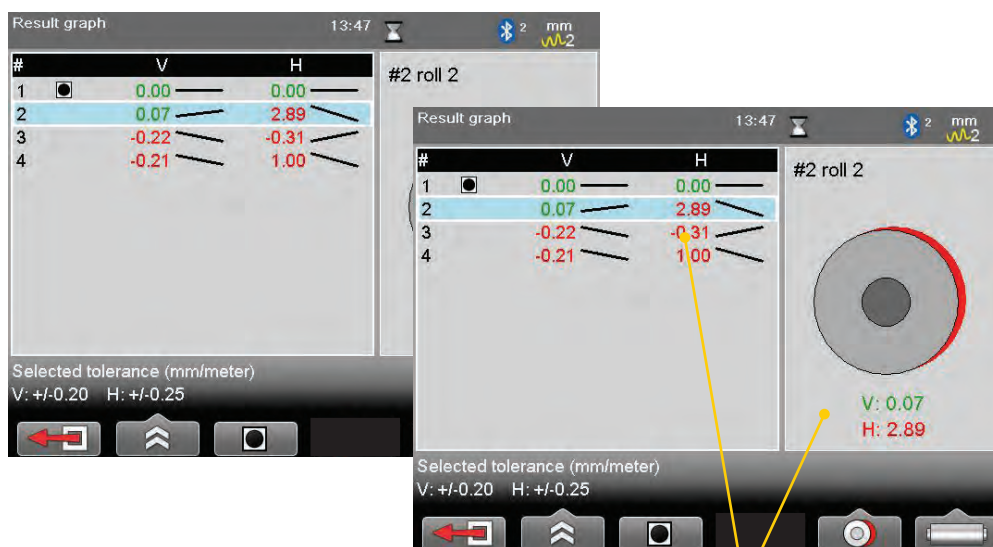 Result graph 13:47 2 mm
2
# V H
1 0.00 0.00
2 0.07 2.89
3 -0.22 -0.31
4 -0.21 1.00
#2 roll 2
Selected tolerance (mm/meter)
V: +/-0.20 H: +/-0.25
Result graph 13:47 2 mm
2
# V H
1 0.00 0.00
2 0.07 2.89
3 -0.22 -0.31
4 -0.21 1.00
#2 roll 2
V: 0.07
H: 2.89
Selected tolerance (mm/meter)
V: +/-0.20 H: +/-0.25